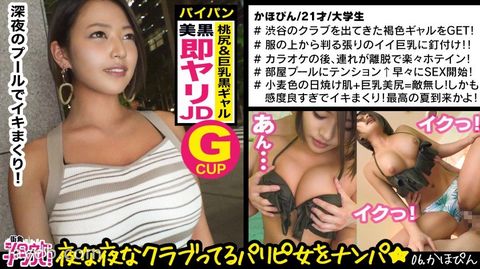 深夜のプールでイキまくり!
パイパン
桃尻&巨乳黒ギャル
美黒
即ヤリJD
G
CUP
かほぴん/21才/大学生
# 渋谷のクラブを出てきた褐色ギャルをGET!
# 服の上から判る張りのイイ巨乳に釘付け!!
# カラオケの後、連れが離脱で楽々ホテイン!
# 部屋プールにテンション↑早々にSEX開始!
# 小麦色の日焼け肌+巨乳美尻=敵無し!しかも
感度良すぎでイキまくり!最高の夏到来かよ!
あん…
イクっ!
イクっ!
夜な夜なクラブってるパリピ女をナンパ★
06.かほぴん